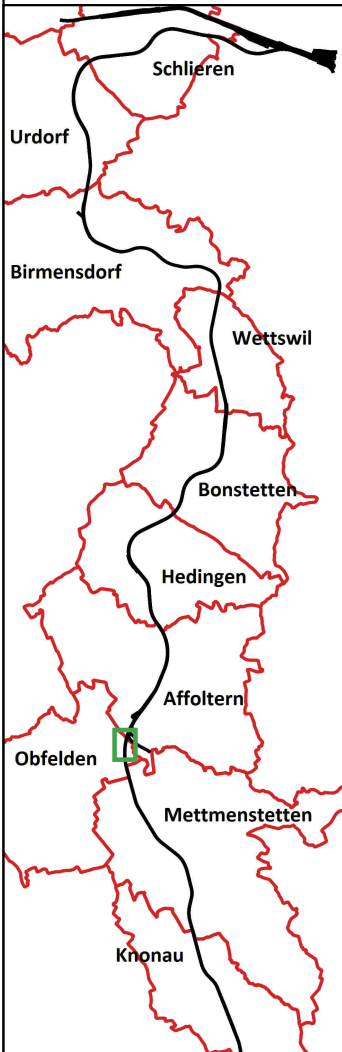 Schlieren
Urdorf
Birmensdorf
Wettswil
Bonstetten
Hedingen
Affoltern
Obfelden
Mettmenstetten
Knonau